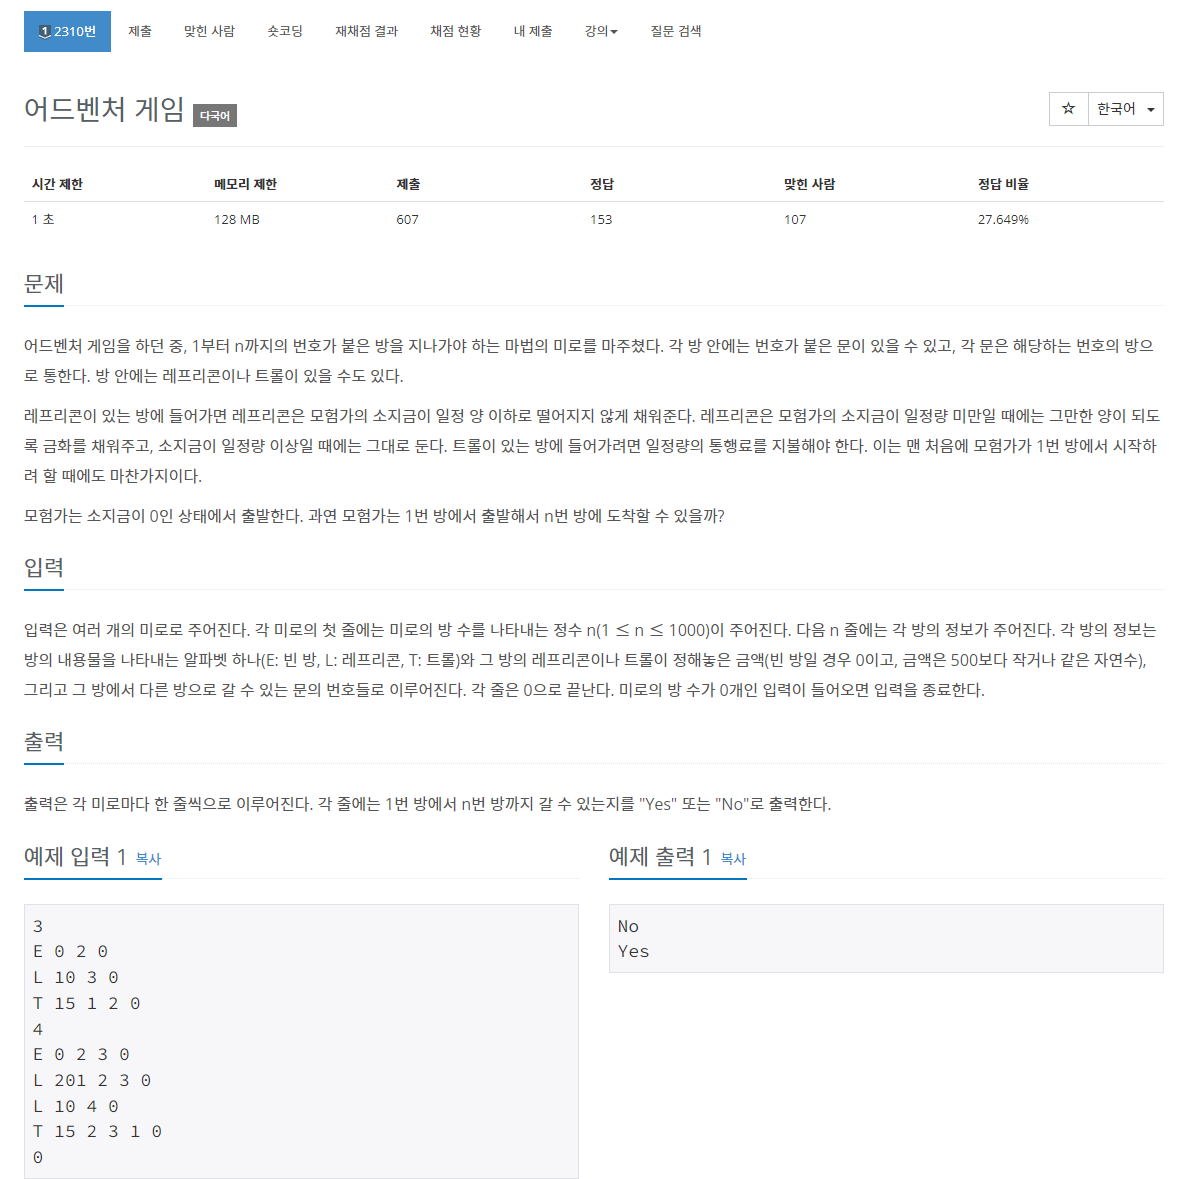 1 2310번 제출 맞힌 사람 숏코딩 재채점 결과 채점 현황 내 제출 강의 질문 검색
어드벤처 게임 다국어 ☆ 한국어
시간 제한 메모리 제한 제출 정답 맞힌 사람 정답 비율
1 초 128 MB 607 153 107 27.649%
문제
어드벤처 게임을 하던 중, 1부터 n까지의 번호가 붙은 방을 지나가야 하는 마법의 미로를 마주쳤다. 각 방 안에는 번호가 붙은 문이 있을 수 있고, 각 문은 해당하는 번호의 방으
로 통한다. 방 안에는 레프리콘이나 트롤이 있을 수도 있다.
레프리콘이 있는 방에 들어가면 레프리콘은 모험가의 소지금이 일정 양 이하로 떨어지지 않게 채워준다. 레프리콘은 모험가의 소지금이 일정량 미만일 때에는 그만한 양이 되도
록 금화를 채워주고, 소지금이 일정량 이상일 때에는 그대로 둔다. 트롤이 있는 방에 들어가려면 일정량의 통행료를 지불해야 한다. 이는 맨 처음에 모험가가 1번 방에서 시작하
려 할 때에도 마찬가지이다.
모험가는 소지금이 0인 상태에서 출발한다. 과연 모험가는 1번 방에서 출발해서 n번 방에 도착할 수 있을까?
입력
입력은 여러 개의 미로로 주어진다. 각 미로의 첫 줄에는 미로의 방 수를 나타내는 정수 n(1 ≤ n ≤ 1000)이 주어진다. 다음 n 줄에는 각 방의 정보가 주어진다. 각 방의 정보는
방의 내용물을 나타내는 알파벳 하나(E: 빈 방, L: 레프리콘, T: 트롤)와 그 방의 레프리콘이나 트롤이 정해놓은 금액(빈 방일 경우 0이고, 금액은 500보다 작거나 같은 자연수),
그리고 그 방에서 다른 방으로 갈 수 있는 문의 번호들로 이루어진다. 각 줄은 0으로 끝난다. 미로의 방 수가 0개인 입력이 들어오면 입력을 종료한다.
출력
출력은 각 미로마다 한 줄씩으로 이루어진다. 각 줄에는 1번 방에서 n번 방까지 갈 수 있는지를 "Yes" 또는 "No"로 출력한다.
예제 입력 1 복사
3
E 0 2 0
L 10 3 0
T 15 1 2 0
4
E 0 2 3 0
L 201 2 3 0
L 10 4 0
T 15 2 3 1 0
0
예제 출력 1 복사
No
Yes